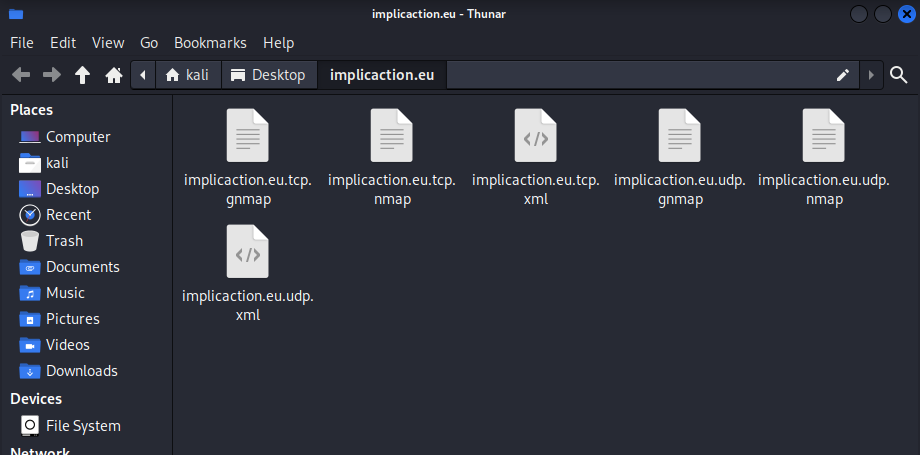 implicaction.eu - Thunar
File Edit View Go Bookmarks Help
kali Desktop implicaction.eu
Places
Computer
kali
Desktop
Recent
Trash
Documents
Music
Pictures
Videos
Downloads
Devices
File System
Network
implicaction.eu.tcp.
gnmap
implicaction.eu.tcp.
nmap
implicaction.eu.tcp.
xml
implicaction.eu.udp.
gnmap
implicaction.eu.udp.
nmap
implicaction.eu.udp.
xml